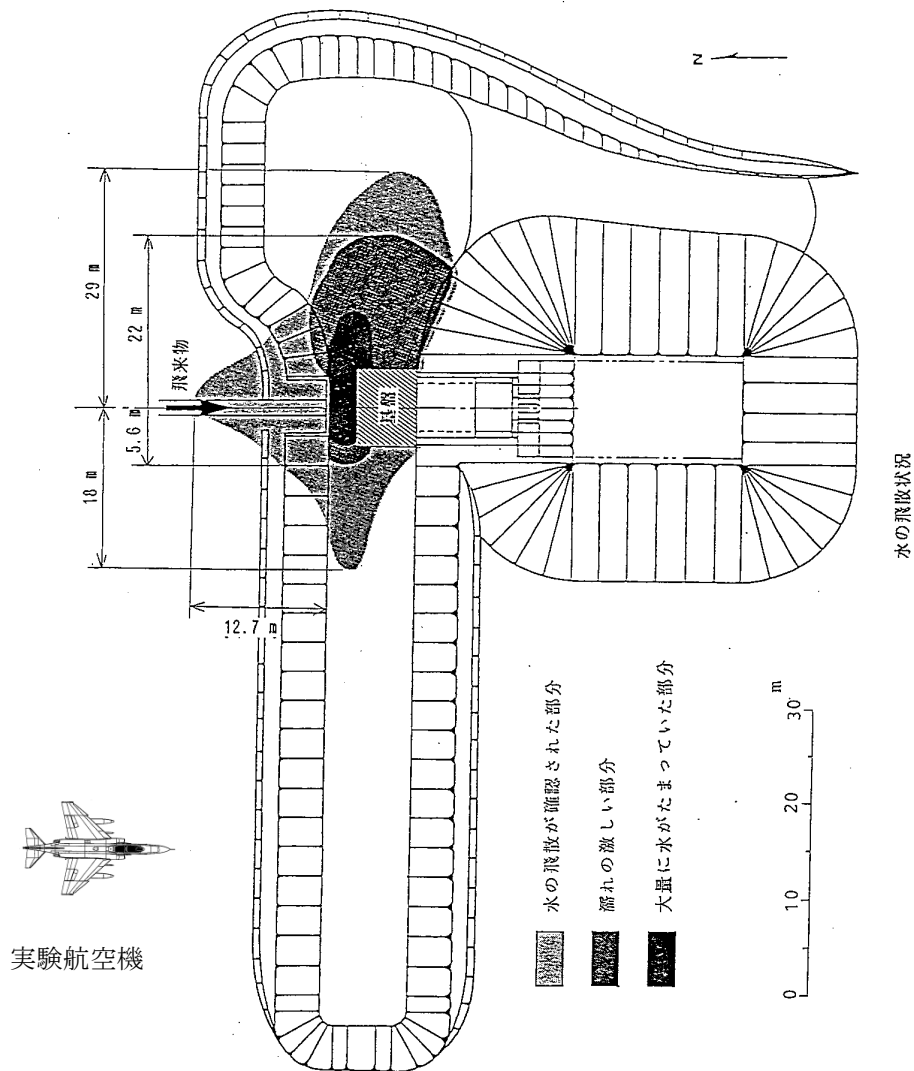 N
29 m
22 m
飛来物
5.6 m
18 m
12.7 m
基盤
実験航空機
水の飛散が確認された部分
濡れの激しい部分
大量に水がたまっていた部分
0 10 20 30 m
水の飛散状況